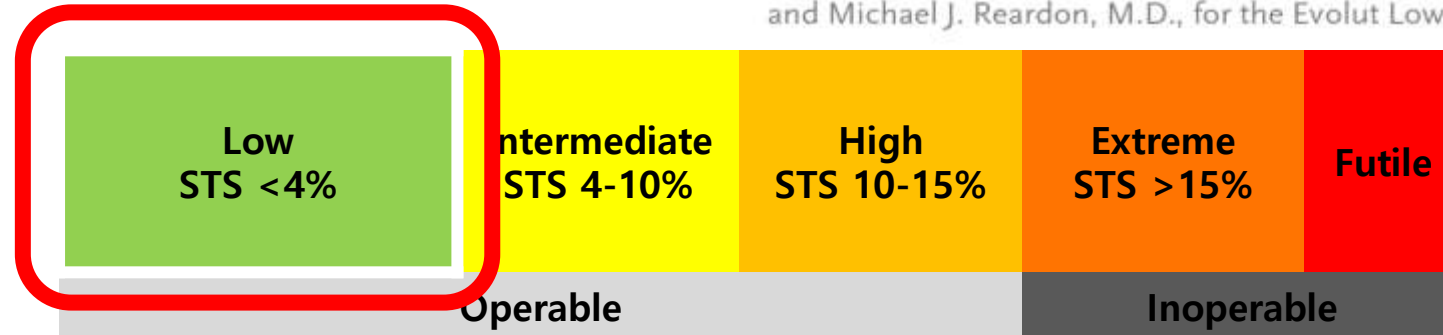 and Michael J. Reardon, M.D., for the Evolut Low
Low
STS <4%
ntermediate
STS 4-10%
High
STS 10-15%
Extreme
STS >15%
Futile
Operable
Inoperable